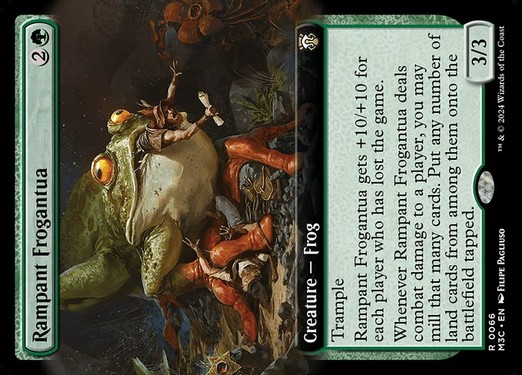 Rampant Frogantua
2
Creature — Frog
Trample
Rampant Frogantua gets +10/+10 for
each player who has lost the game.
Whenever Rampant Frogantua deals
combat damage to a player, you may
mill that many cards. Put any number of
land cards from among them onto the
battlefield tapped.
3/3
R 0066
M3C • EN FILIPE PAGLIUSO
™ & © 2024 Wizards of the Coast